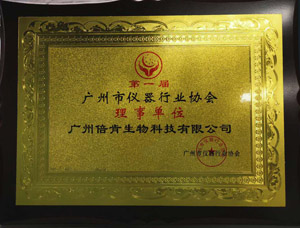 第一届
广州市仪器行业协会
理事单位
广州倍肯生物科技有限公司
广州市仪器行业协会